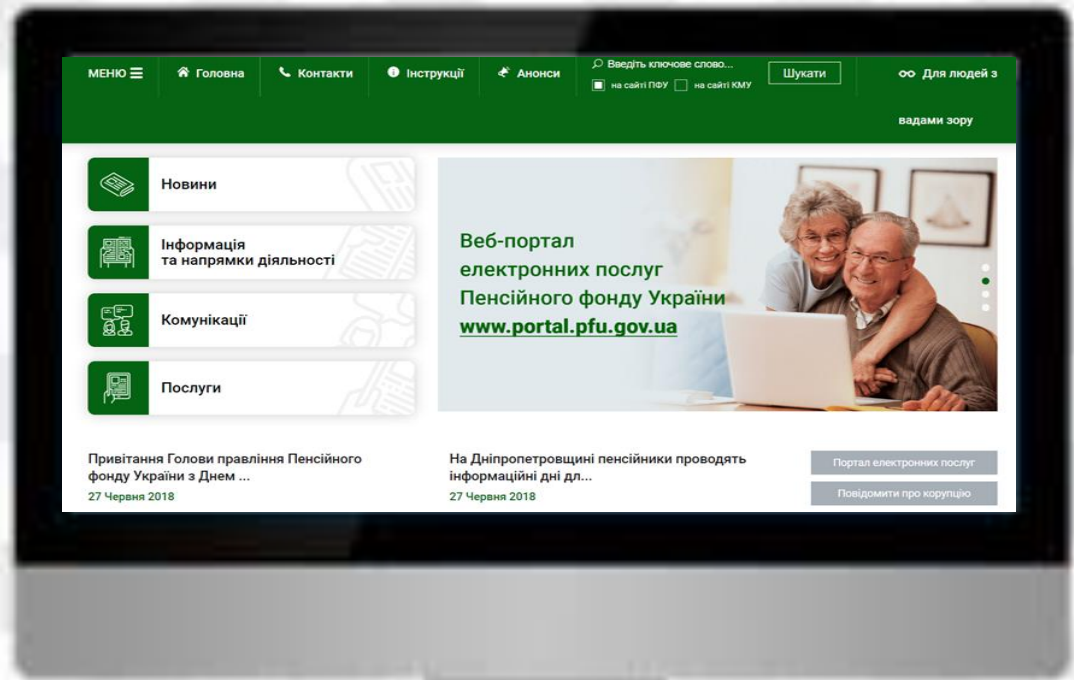 МЕНЮ Головна Контакти Інструкції Анонси Введіть ключове слово... Шукати Для людей з
на сайті ПФУ на сайті КМУ
вадами зору
Новини
Інформація
та напрямки діяльності
Комунікації
Послуги
Веб-портал
електронних послуг
Пенсійного фонду України
www.portal.pfu.gov.ua
Привітання Голови правління Пенсійного
фонду України з Днем ...
27 Червня 2018
На Дніпропетровщині пенсіонери проводять
інформаційні дні дл...
27 Червня 2018
Портал електронних послуг
Повідомити про корупцію